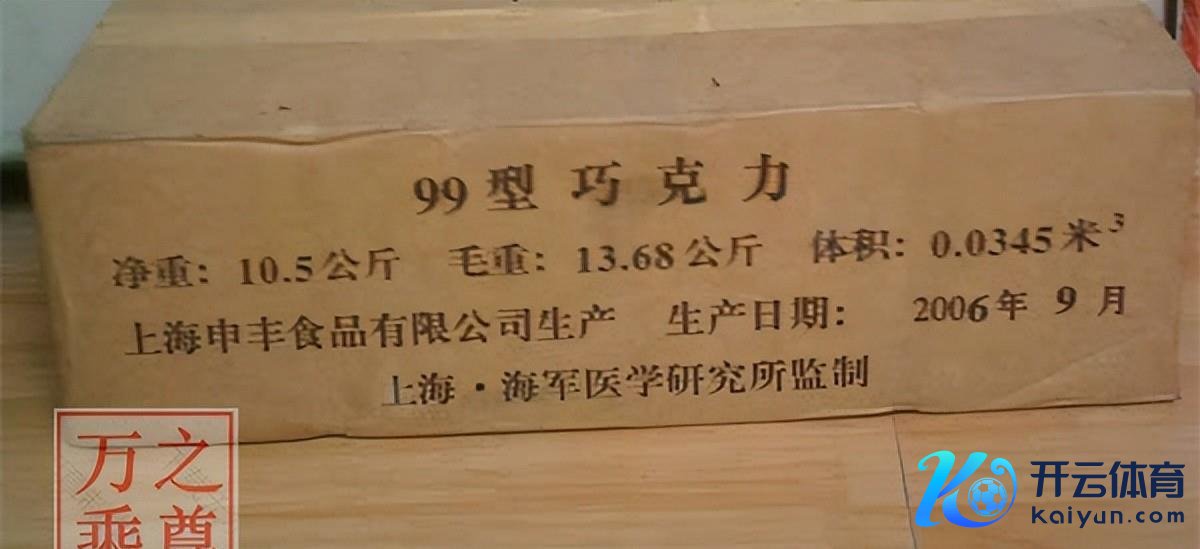 99型巧克力
净重：10.5公斤 毛重：13.68公斤 体积：0.0345米³
上海申丰食品有限公司生产 生产日期： 2006年9月
上海·海军医学研究所监制
万乘之尊
开云体育
kaiyun.com